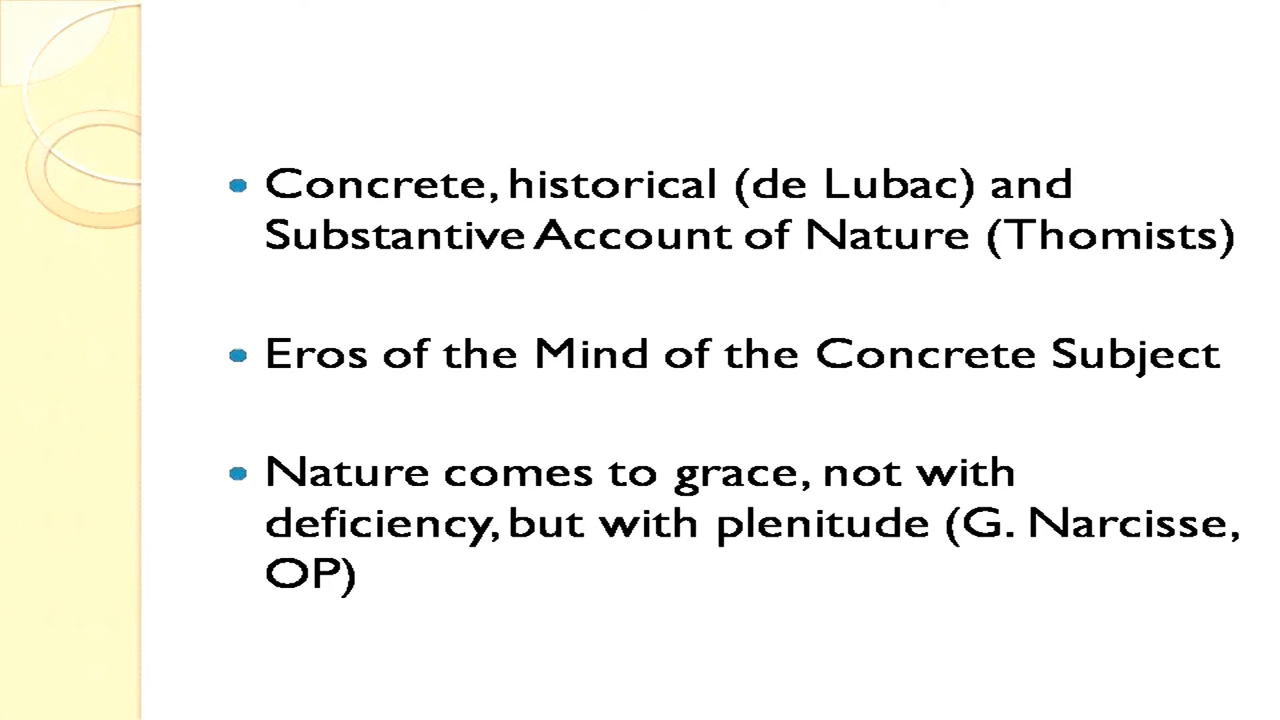 • Concrete, historical (de Lubac) and
Substantive Account of Nature (Thomists)
• Eros of the Mind of the Concrete Subject
• Nature comes to grace, not with
deficiency, but with plenitude (G. Narcisse,
OP)